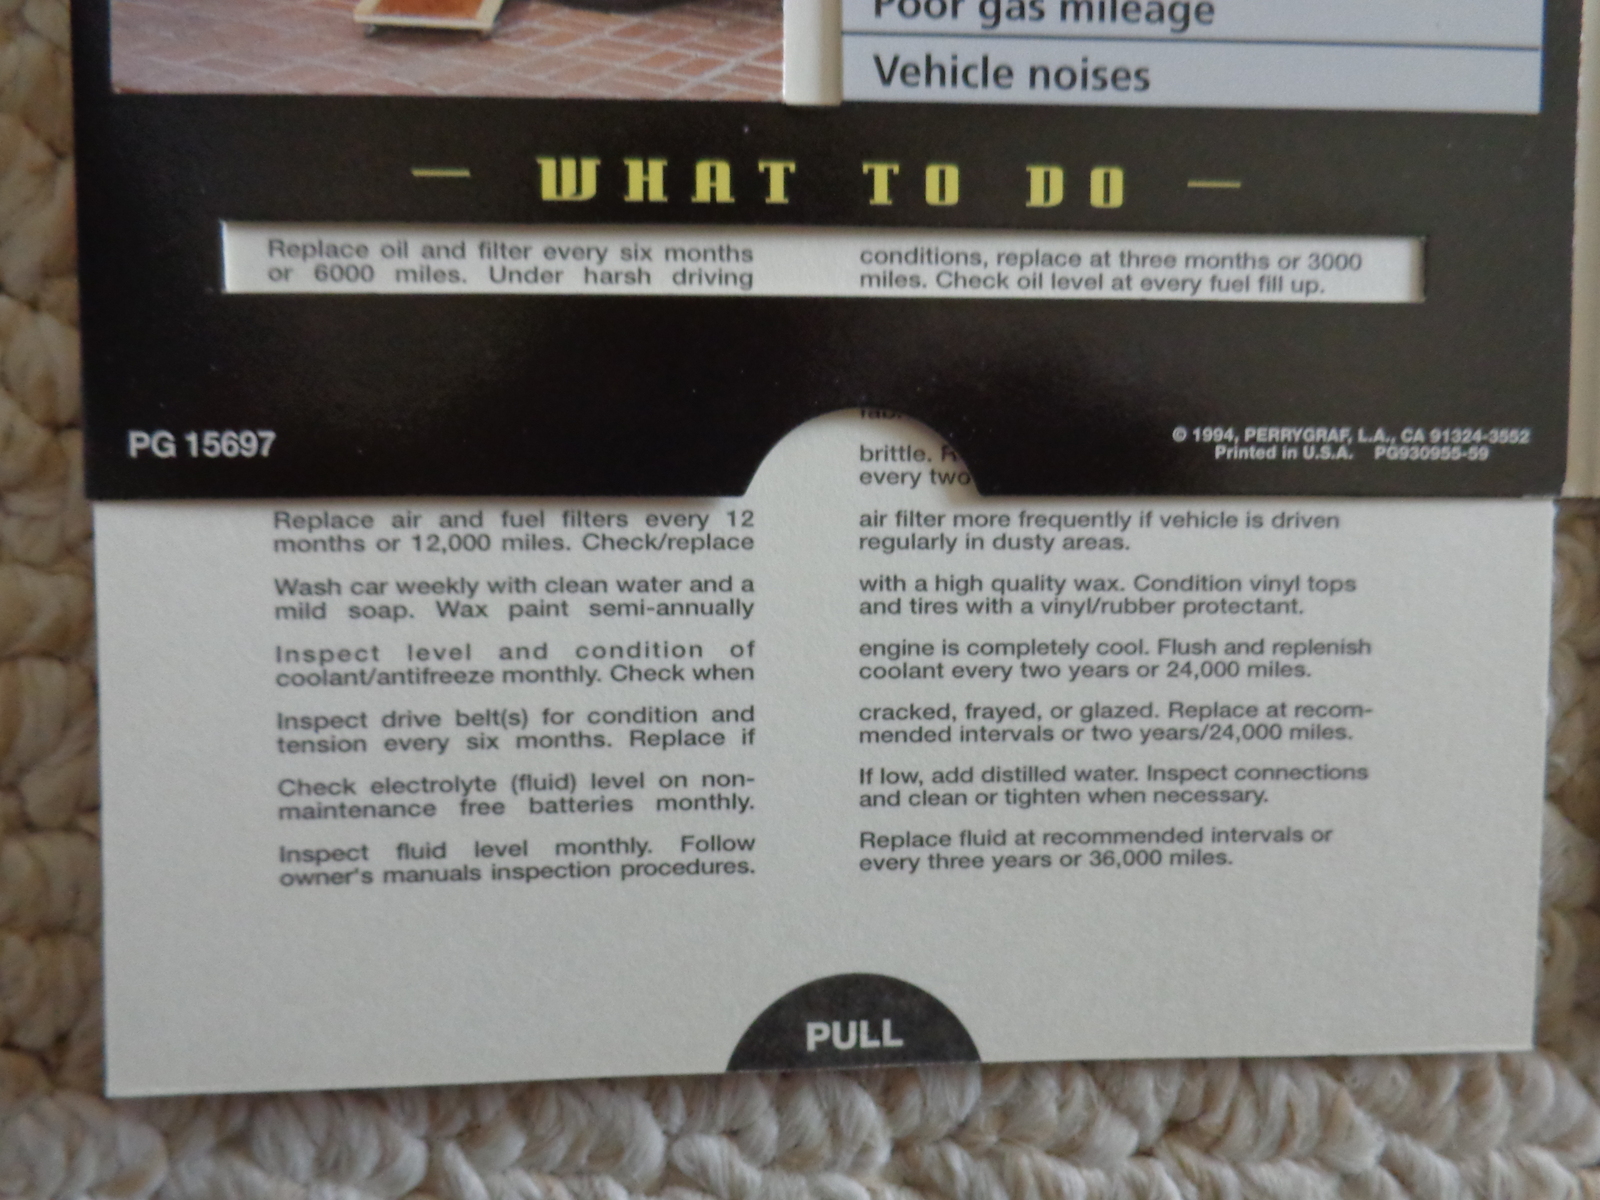 Poor gas mileage
Vehicle noises
— WHAT TO DO —
Replace oil and filter every six months
or 6000 miles. Under harsh driving
conditions, replace at three months or 3000
miles. Check oil level at every fuel fill up.
PG 15697
© 1994, PERRYGRAF, L.A., CA 91324-3552
Printed in U.S.A. PG930955-59
brittle.
every two
Replace air and fuel filters every 12
months or 12,000 miles. Check/replace
air filter more frequently if vehicle is driven
regularly in dusty areas.
Wash car weekly with clean water and a
mild soap. Wax paint semi-annually
with a high quality wax. Condition vinyl tops
and tires with a vinyl/rubber protectant.
Inspect level and condition of
coolant/antifreeze monthly. Check when
engine is completely cool. Flush and replenish
coolant every two years or 24,000 miles.
Inspect drive belt(s) for condition and
tension every six months. Replace if
cracked, frayed, or glazed. Replace at recom-
mended intervals or two years/24,000 miles.
Check electrolyte (fluid) level on non-
maintenance free batteries monthly.
If low, add distilled water. Inspect connections
and clean or tighten when necessary.
Inspect fluid level monthly. Follow
owner's manuals inspection procedures.
Replace fluid at recommended intervals or
every three years or 36,000 miles.
PULL